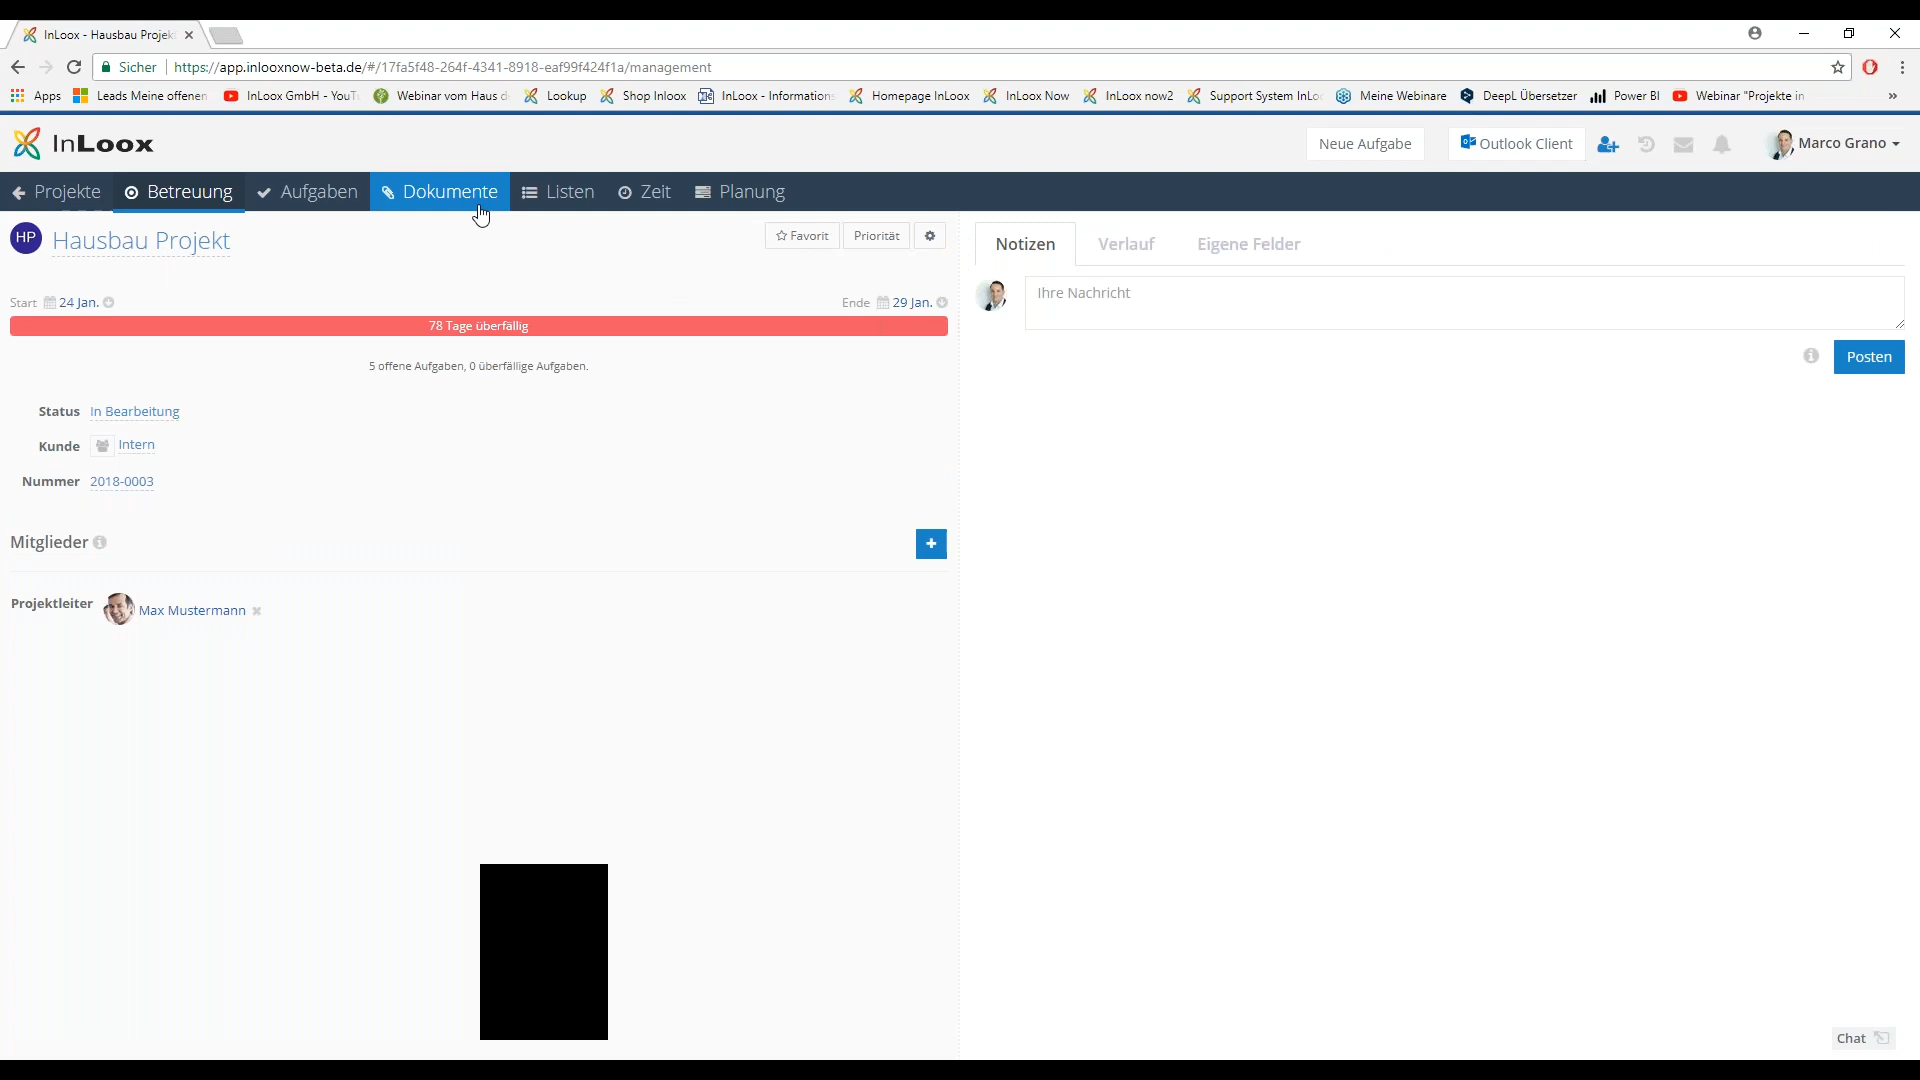 InLoox - Hausbau Projek
Sicher https://app.inlooxnow-beta.de/#/17fa5f48-264f-4341-8918-eaf99f424f1a/management
Apps Leads Meine offenen InLoox GmbH - YouT Webinar vom Haus d Lookup Shop Inloox InLoox - Information InLoox Homepage InLoox InLoox Now InLoox now2 Support System InLo Meine Webinare DeepL Übersetzer Power BI Webinar "Projekte in »
InLoox Neue Aufgabe Outlook Client Marco Grano
Projekte Betreuung Aufgaben Dokumente Listen Zeit Planung
HP Hausbau Projekt Favorit Priorität
Notizen Verlauf Eigene Felder
Ihre Nachricht
Start 24 Jan. Ende 29 Jan.
78 Tage überfällig
Posten
5 offene Aufgaben, 0 überfällige Aufgaben.
Status In Bearbeitung
Kunde Intern
Nummer 2018-0003
Mitglieder
Projektleiter Max Mustermann
Chat